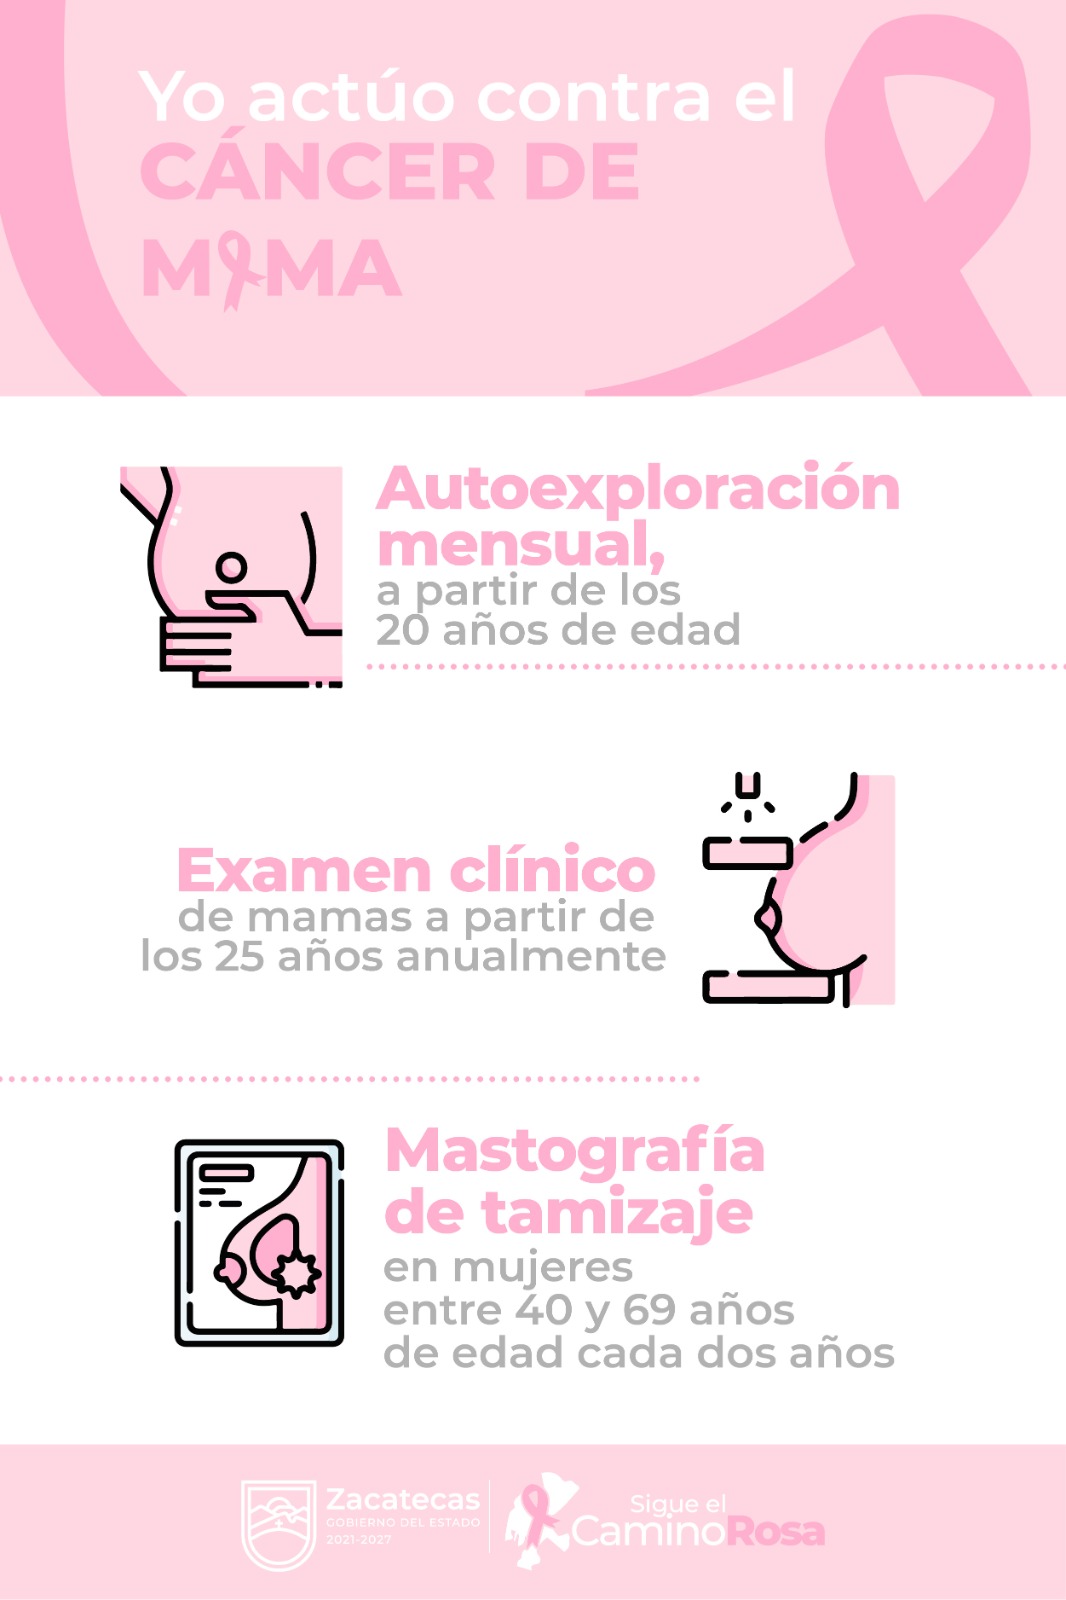 Yo actúo contra el
CÁNCER DE
MAMA
Autoexploración
mensual,
a partir de los
20 años de edad
Examen clínico
de mamas a partir de
los 25 años anualmente
Mastografía
de tamizaje
en mujeres
entre 40 y 69 años
de edad cada dos años
Zacatecas
GOBIERNO DEL ESTADO
2021-2027
Sigue el
CaminoRosa